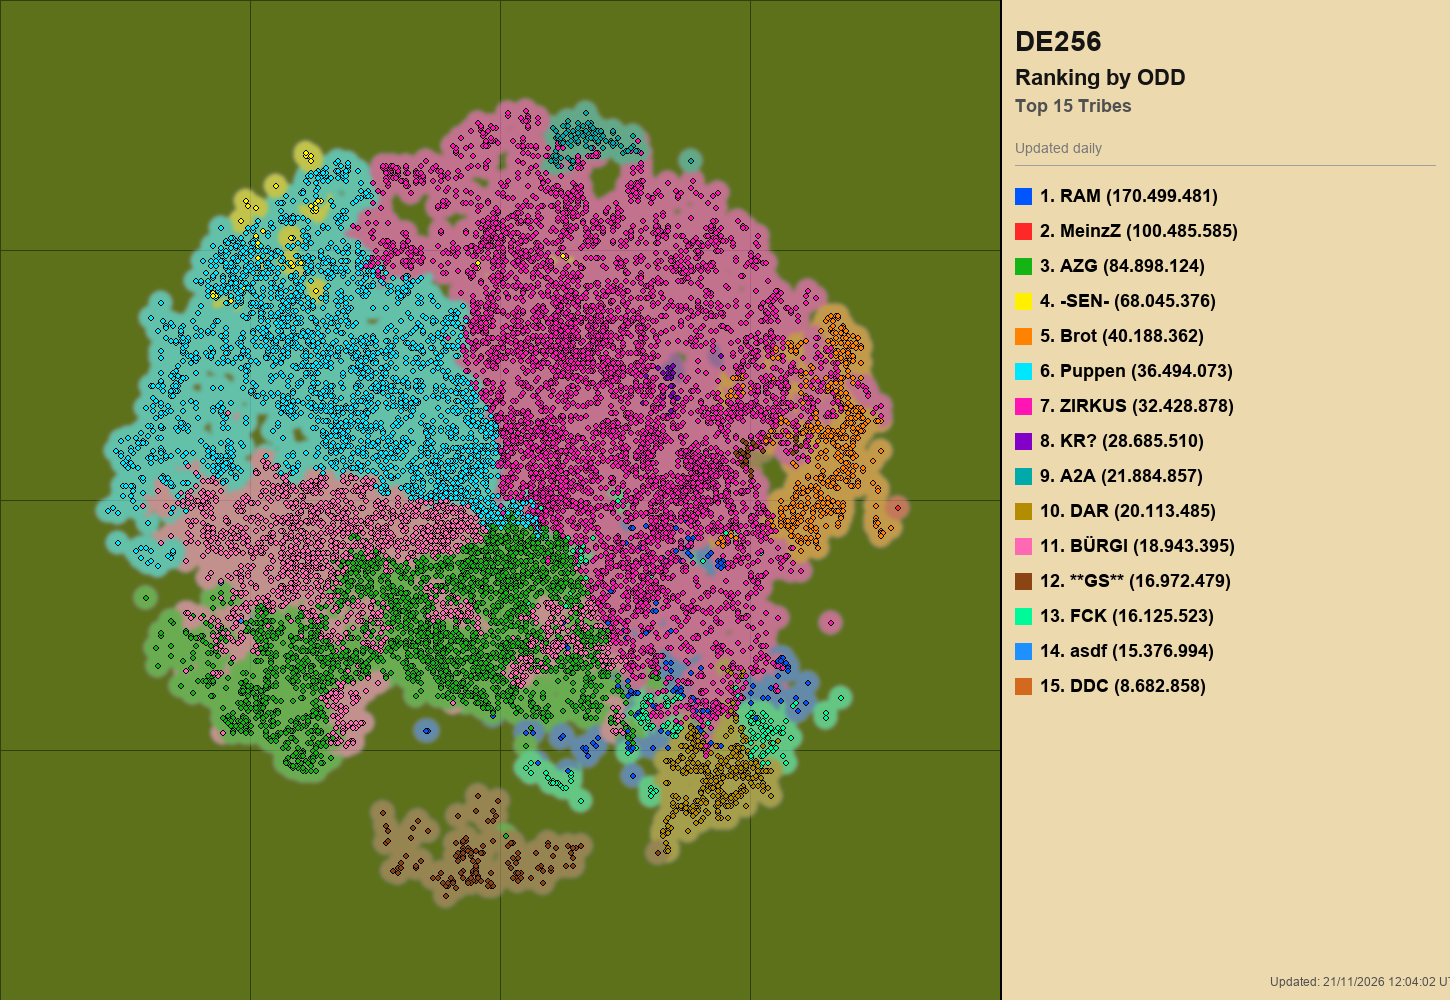 DE256
Ranking by ODD
Top 15 Tribes
Updated daily
1. RAM (170.499.481)
2. MeinzZ (100.485.585)
3. AZG (84.898.124)
4. -SEN- (68.045.376)
5. Brot (40.188.362)
6. Puppen (36.494.073)
7. ZIRKUS (32.428.878)
8. KR? (28.685.510)
9. A2A (21.884.857)
10. DAR (20.113.485)
11. BÜRGI (18.943.395)
12. **GS** (16.972.479)
13. FCK (16.125.523)
14. asdf (15.376.994)
15. DDC (8.682.858)
Updated: 21/11/2026 12:04:02